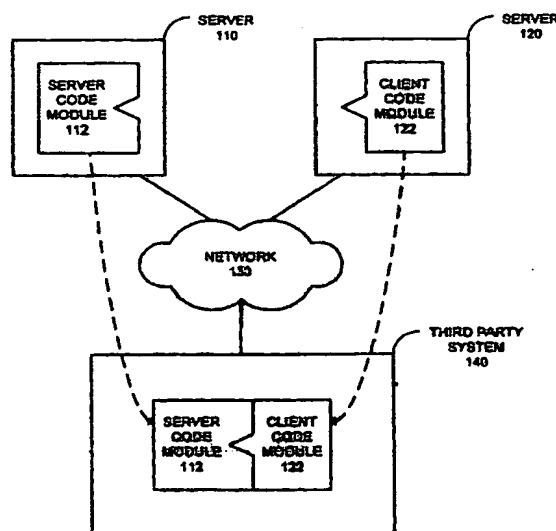 SERVER
110
SERVER
120
SERVER
CODE
MODULE
112
CLIENT
CODE
MODULE
122
NETWORK
130
THIRD PARTY
SYSTEM
140
SERVER
CODE
MODULE
112
CLIENT
CODE
MODULE
122